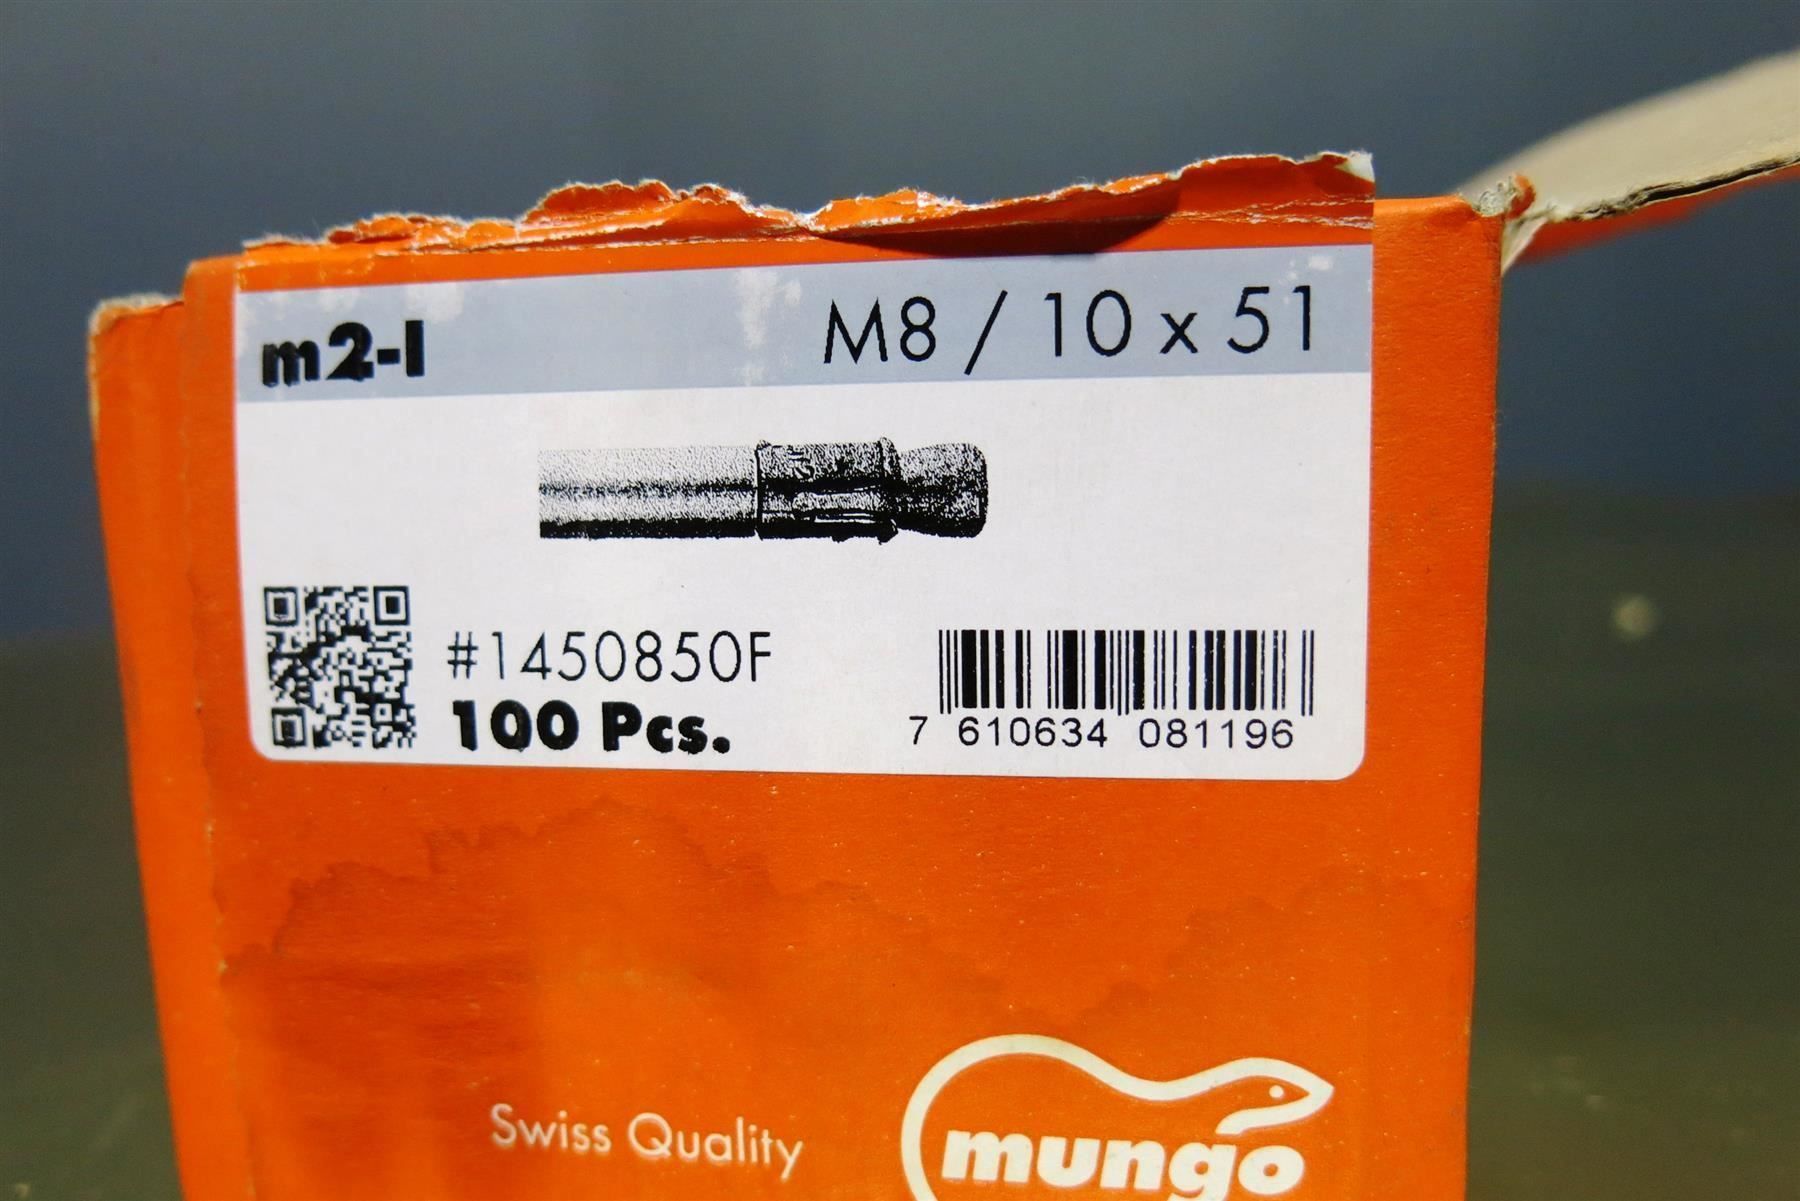 m2-I
M8 / 10 x 51
#1450850F
100 Pcs.
7 610634 081196
Swiss Quality
mungo